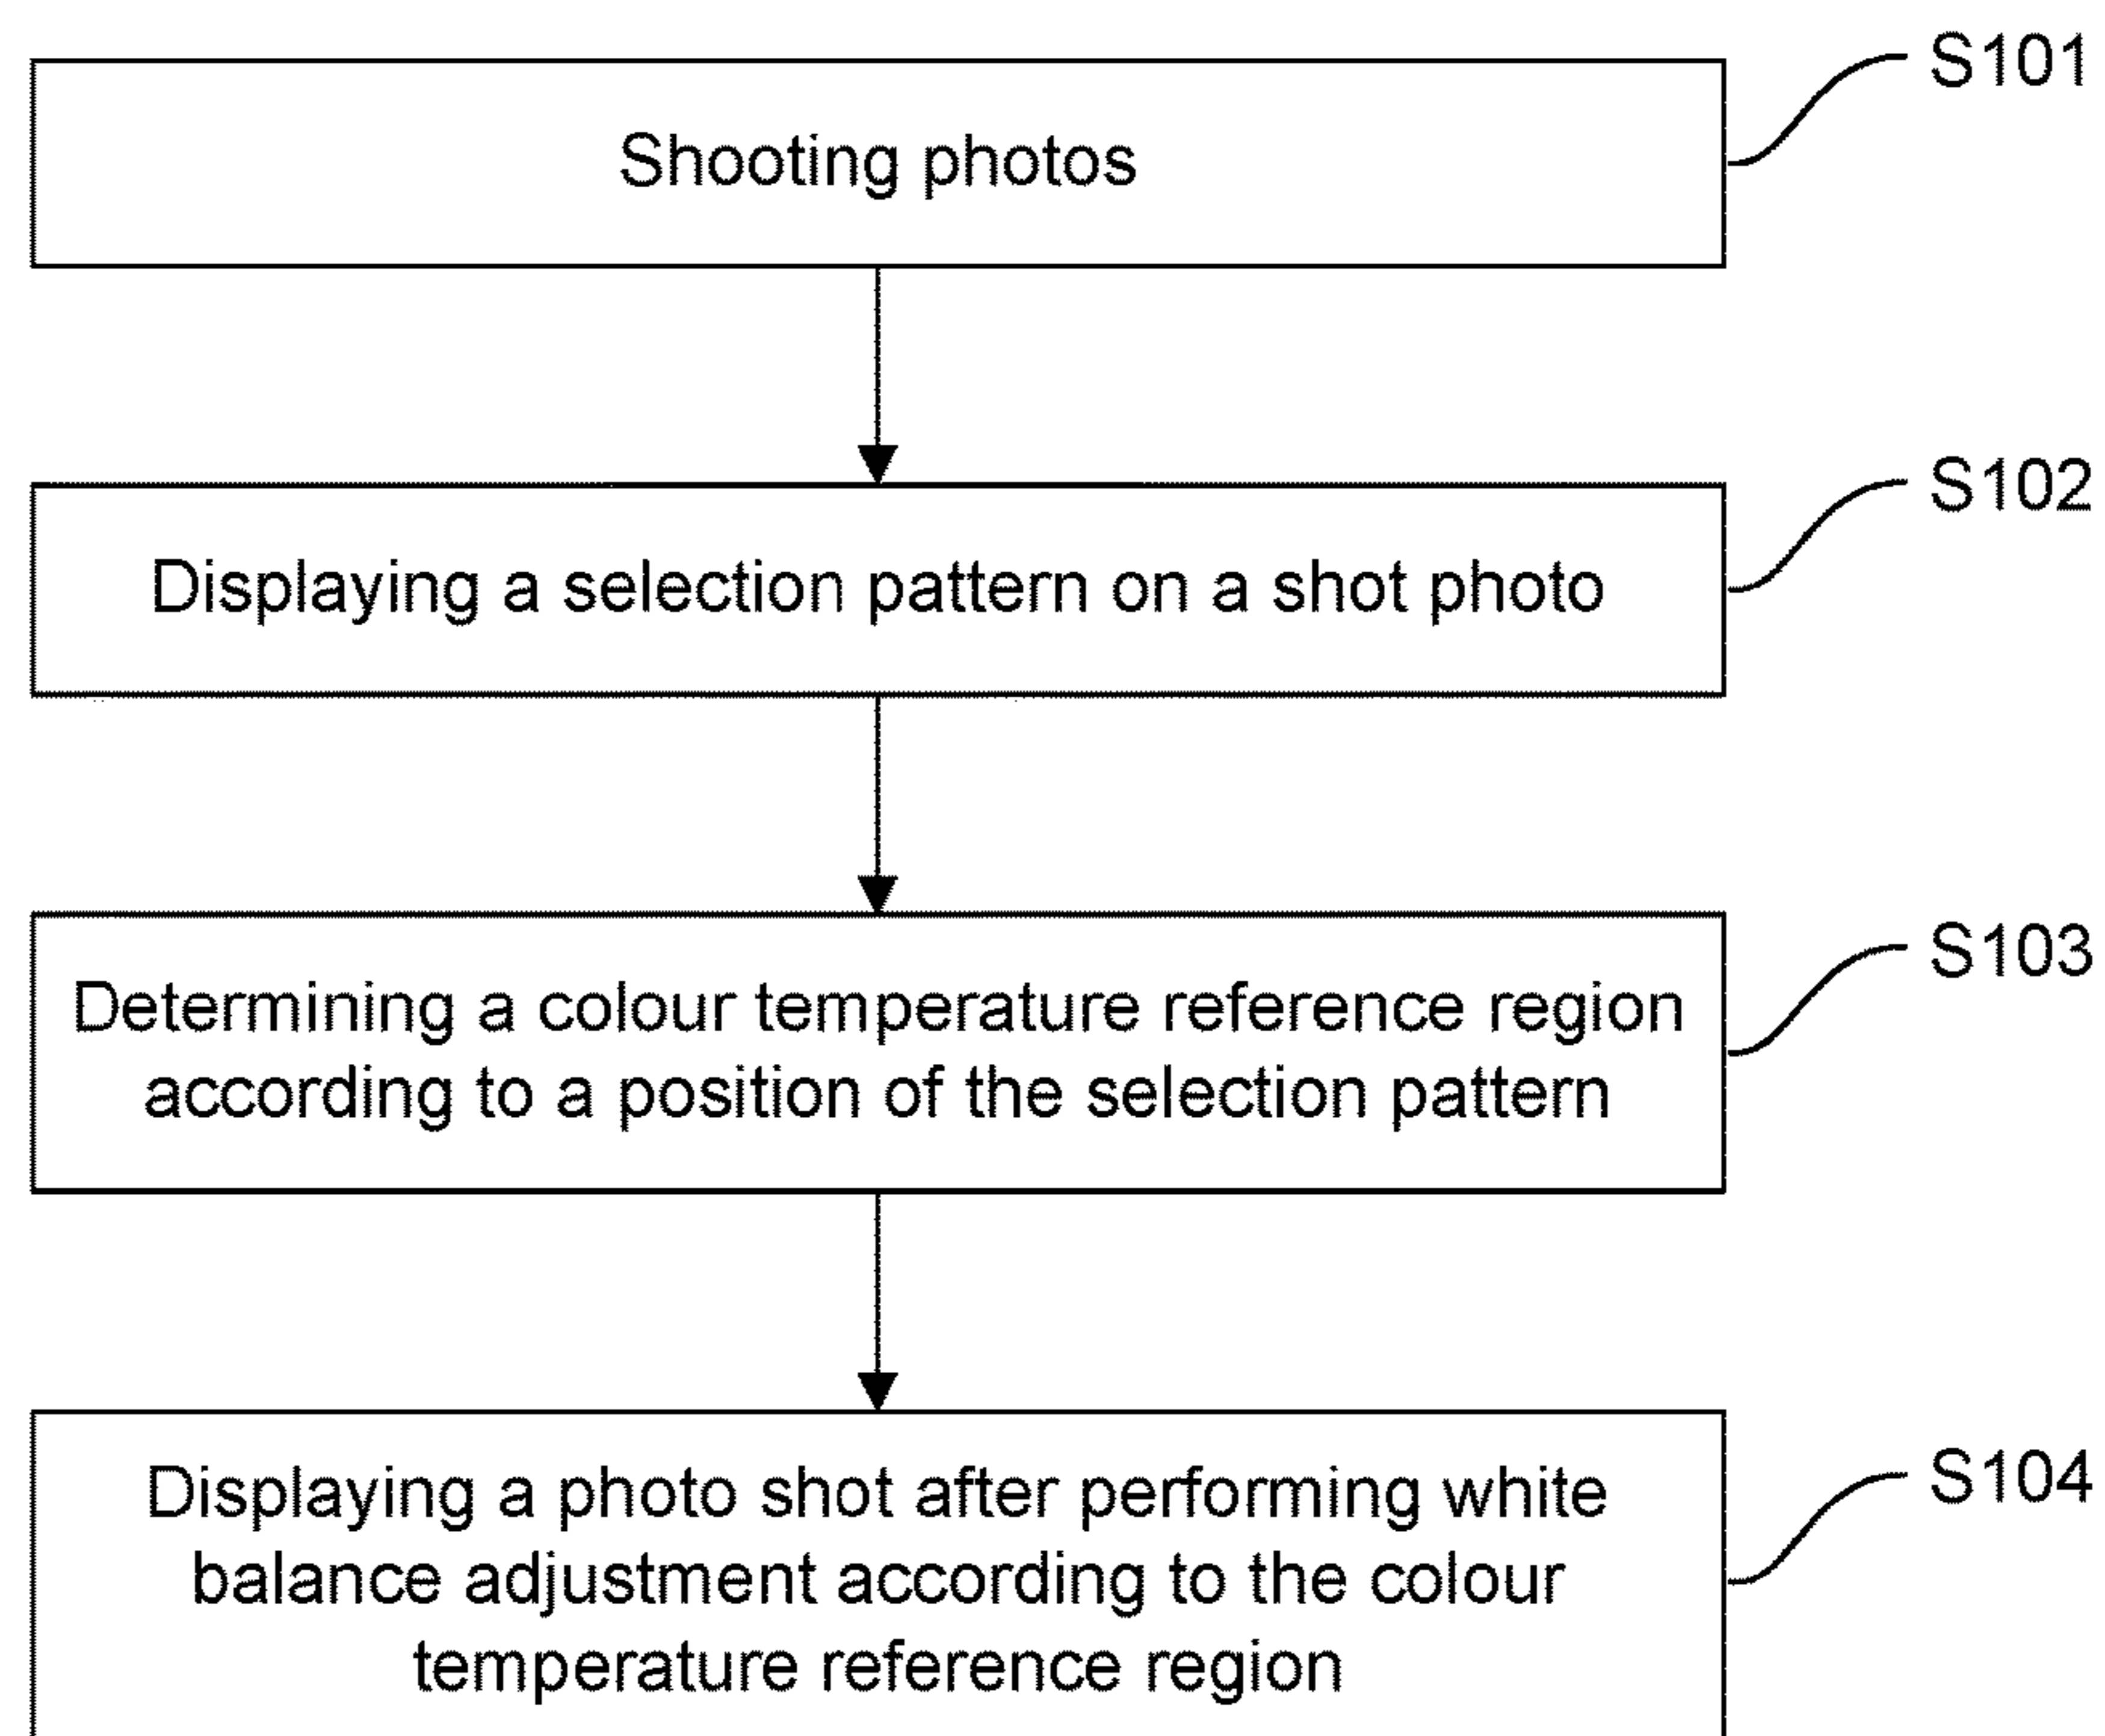 S101
Shooting photos
S102
Displaying a selection pattern on a shot photo
S103
Determining a colour temperature reference region
according to a position of the selection pattern
S104
Displaying a photo shot after performing white
balance adjustment according to the colour
temperature reference region